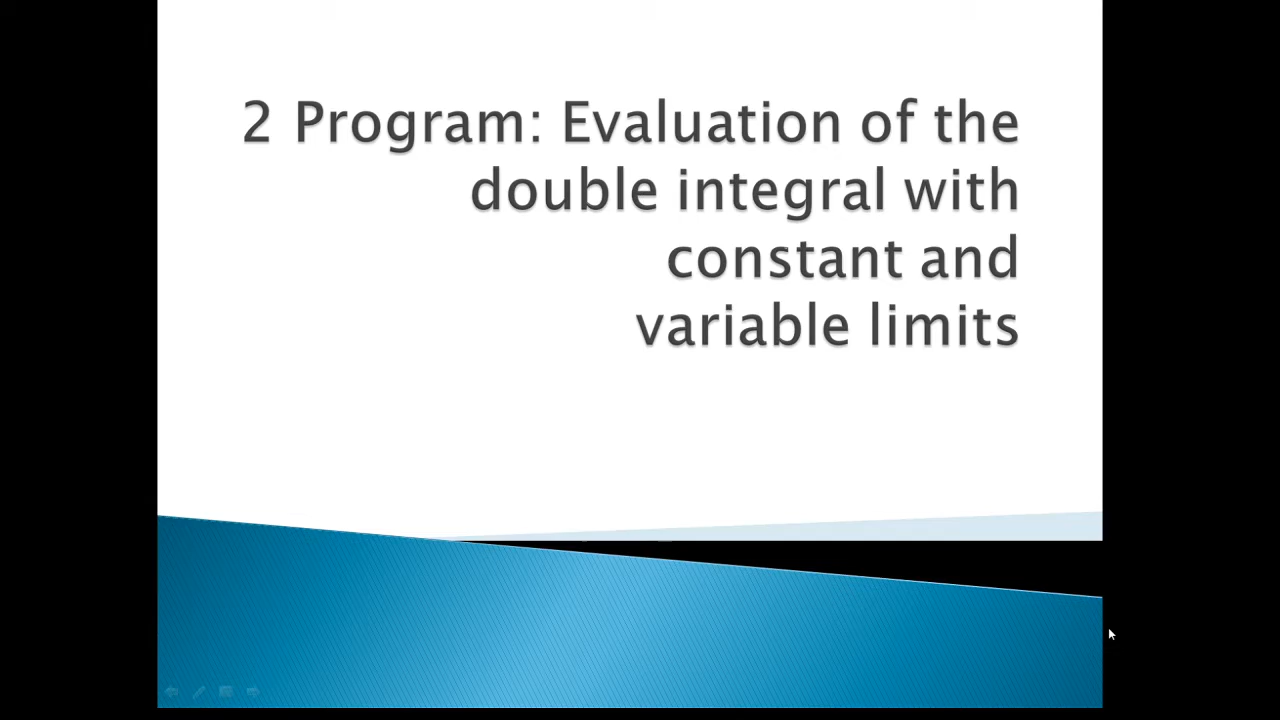 2 Program: Evaluation of the
double integral with
constant and
variable limits